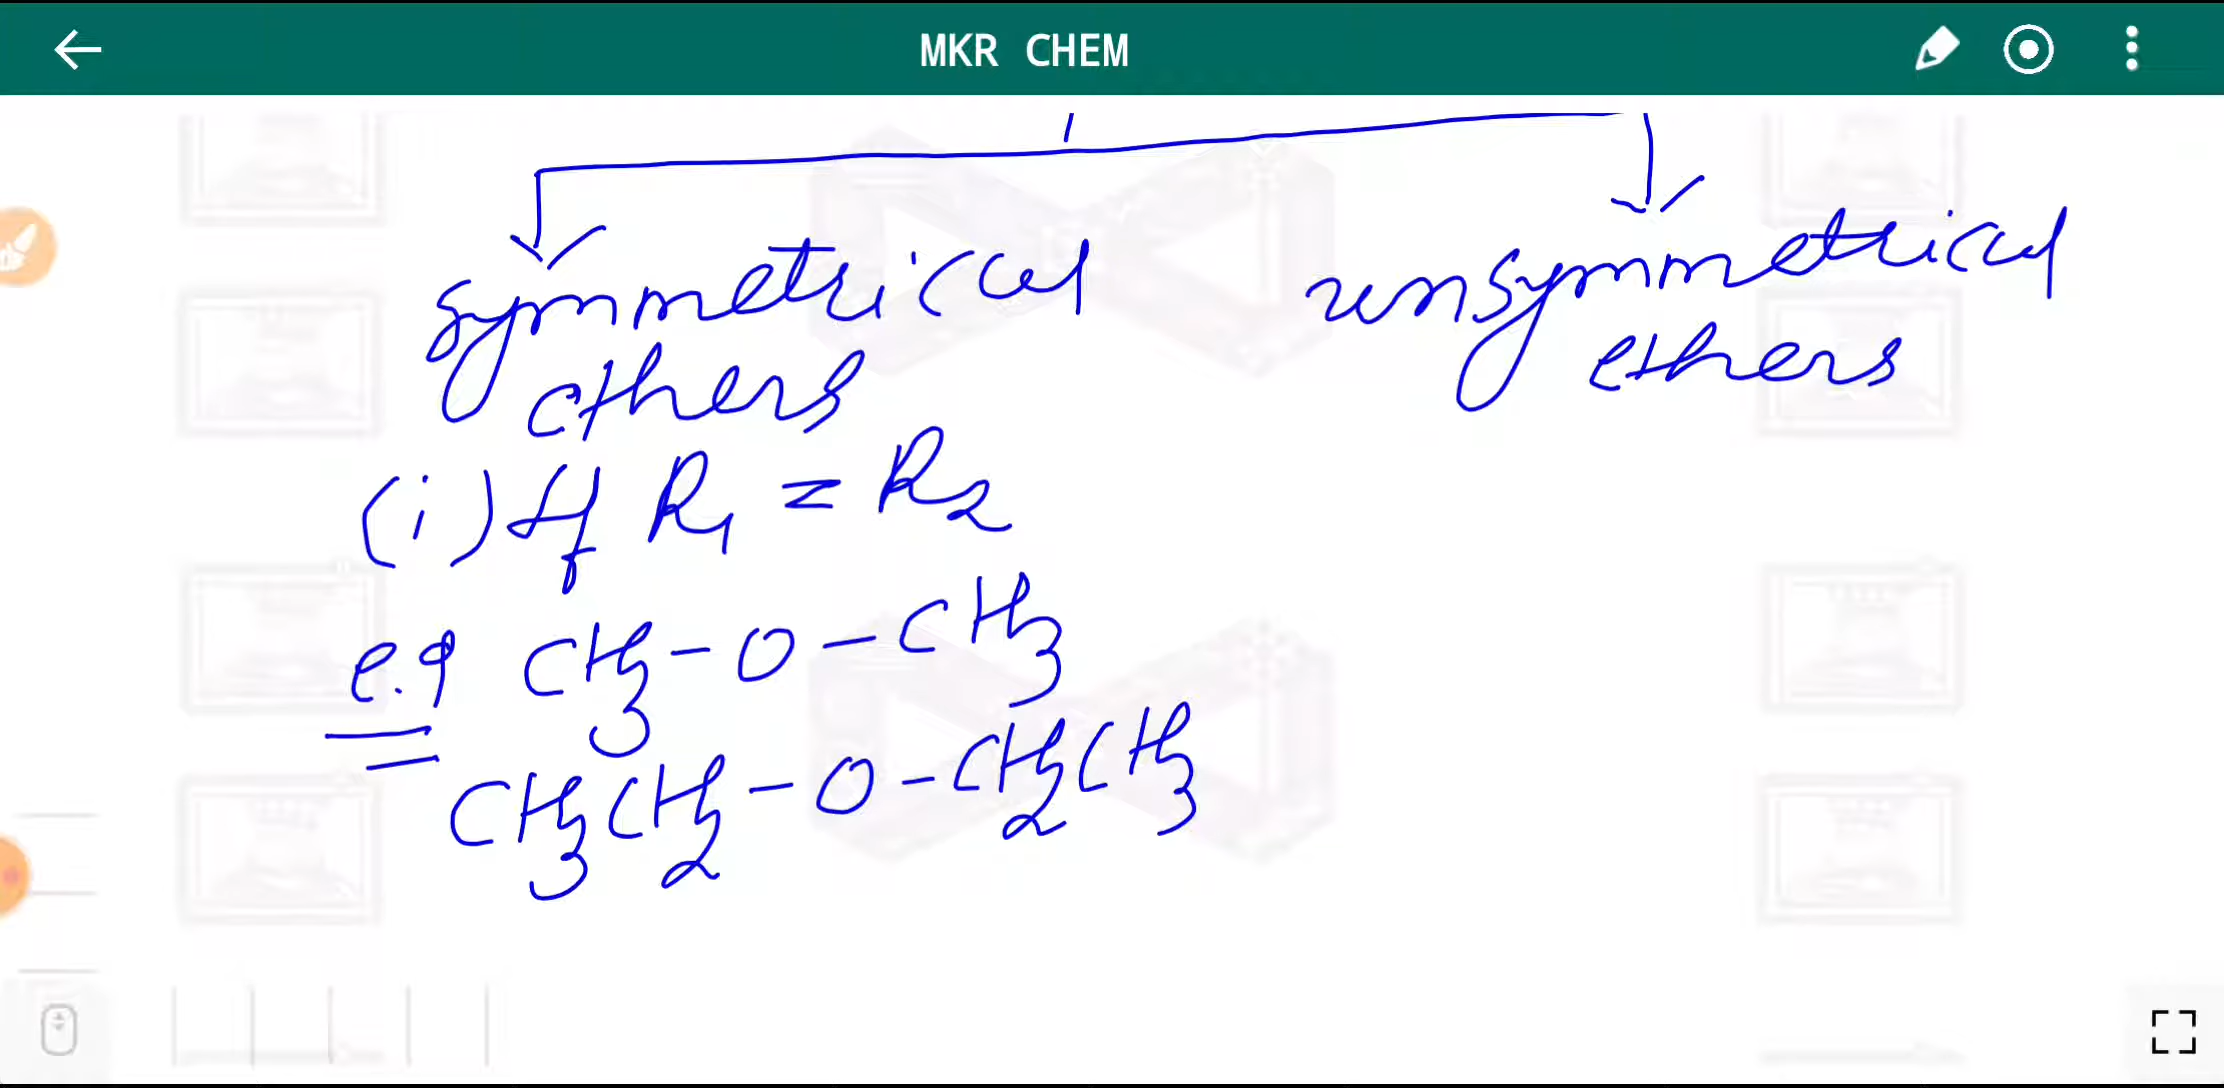 MKR CHEM
symmetrical
ethers
unsymmetrical
ethers
(i) If R₁ = R₂
e.g CH₃-O-CH₃
CH₃CH₂-O-CH₂CH₃